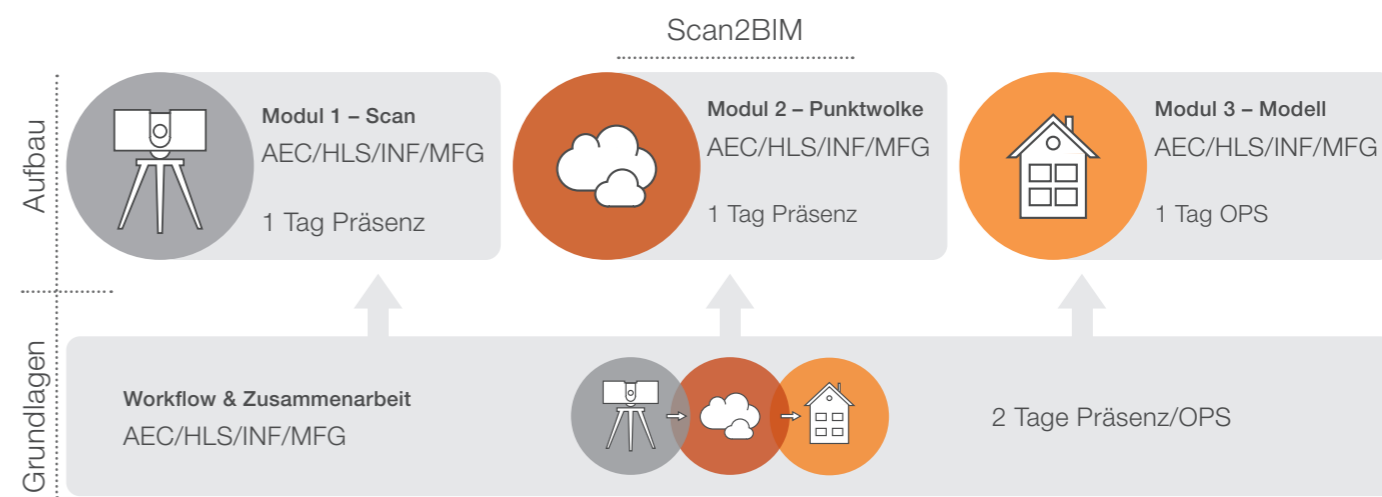 Scan2BIM
Aufbau
Modul 1 – Scan
AEC/HLS/INF/MFG
1 Tag Präsenz
Modul 2 – Punktwolke
AEC/HLS/INF/MFG
1 Tag Präsenz
Modul 3 – Modell
AEC/HLS/INF/MFG
1 Tag OPS
Grundlagen
Workflow & Zusammenarbeit
AEC/HLS/INF/MFG
2 Tage Präsenz/OPS